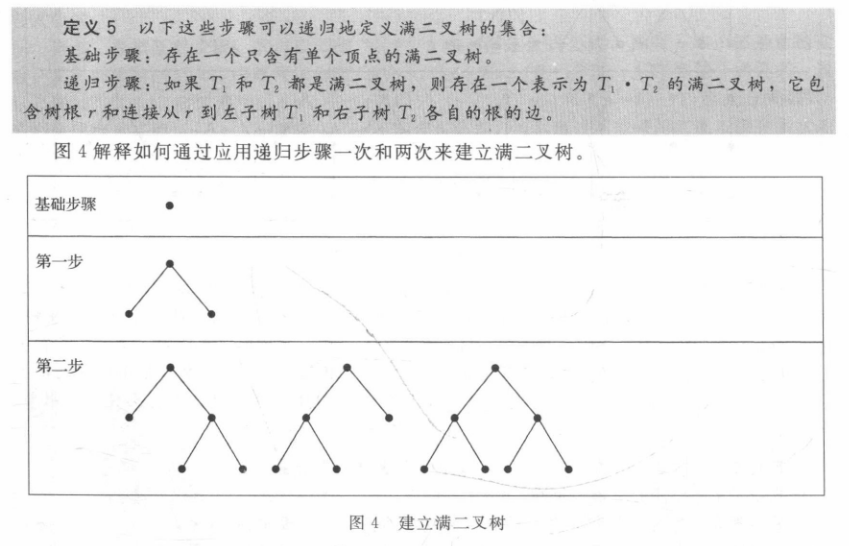 定义 5 以下这些步骤可以递归地定义满二叉树的集合：
基础步骤：存在一个只含有单个顶点的满二叉树。
递归步骤：如果 T₁ 和 T₂ 都是满二叉树，则存在一个表示为 T₁ · T₂ 的满二叉树，它包
含树根 r 和连接从 r 到左子树 T₁ 和右子树 T₂ 各自的根的边。
图 4 解释如何通过应用递归步骤一次和两次来建立满二叉树。
基础步骤
第一步
第二步
图 4 建立满二叉树